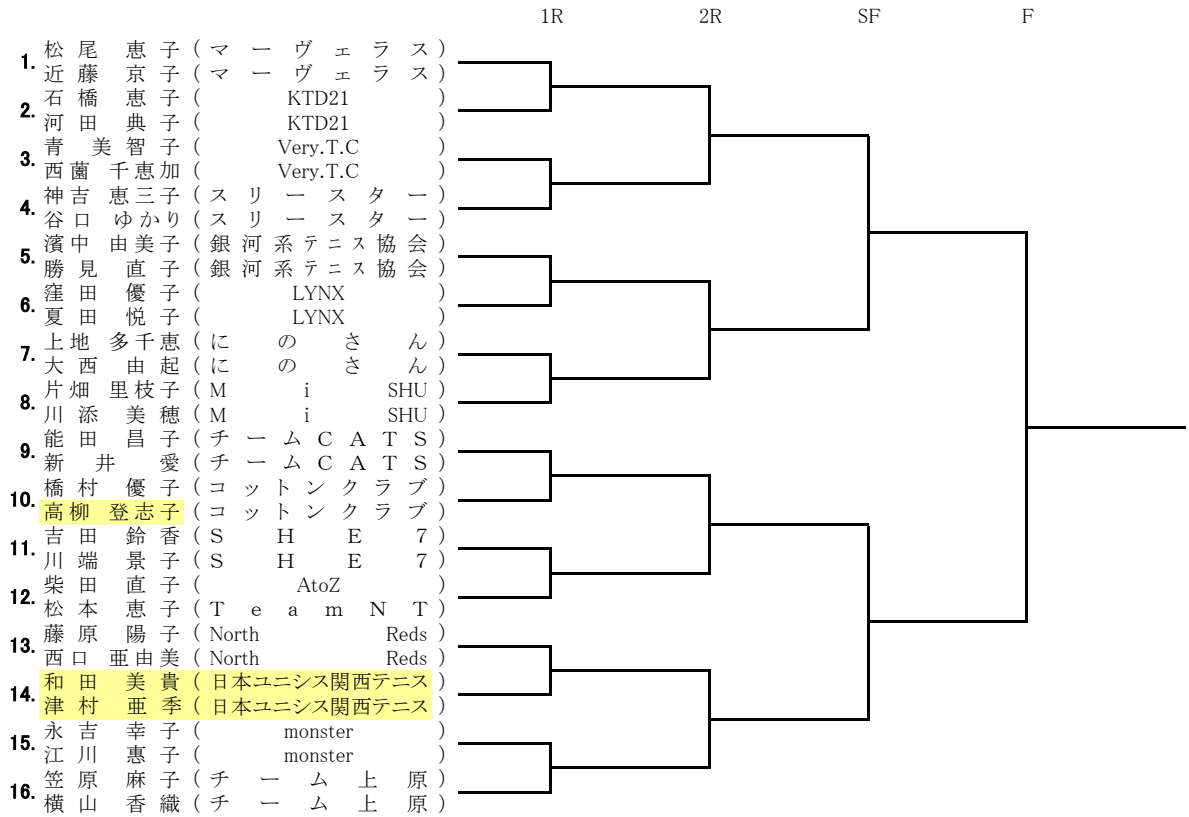 1R 2R SF F
1. 松尾 恵子 (マーヴェラス)
近藤 京子 (マーヴェラス)
2. 石橋 恵子 (KTD21)
河田 典子 (KTD21)
3. 青 美智子 (Very.T.C)
西薗 千恵加 (Very.T.C)
4. 神吉 恵三子 (スリースター)
谷口 ゆかり (スリースター)
5. 濱中 由美子 (銀河系テニス協会)
勝見 直子 (銀河系テニス協会)
6. 窪田 優子 (LYNX)
夏田 悦子 (LYNX)
7. 上地 多千恵 (にのさん)
大西 由起 (にのさん)
8. 片畑 里枝子 (Mi SHU)
川添 美穂 (Mi SHU)
9. 能田 昌子 (チームCATS)
新井 愛 (チームCATS)
10. 橋村 優子 (コットンクラブ)
高柳 登志子 (コットンクラブ)
11. 吉田 鈴香 (SHE7)
川端 景子 (SHE7)
12. 柴田 直子 (AtoZ)
松本 恵子 (TeamNT)
13. 藤原 陽子 (North Reds)
西口 亜由美 (North Reds)
14. 和田 美貴 (日本ユニシス関西テニス
津村 亜季 (日本ユニシス関西テニス
15. 永吉 幸子 (monster)
江川 惠子 (monster)
16. 笠原 麻子 (チーム上原)
横山 香織 (チーム上原)